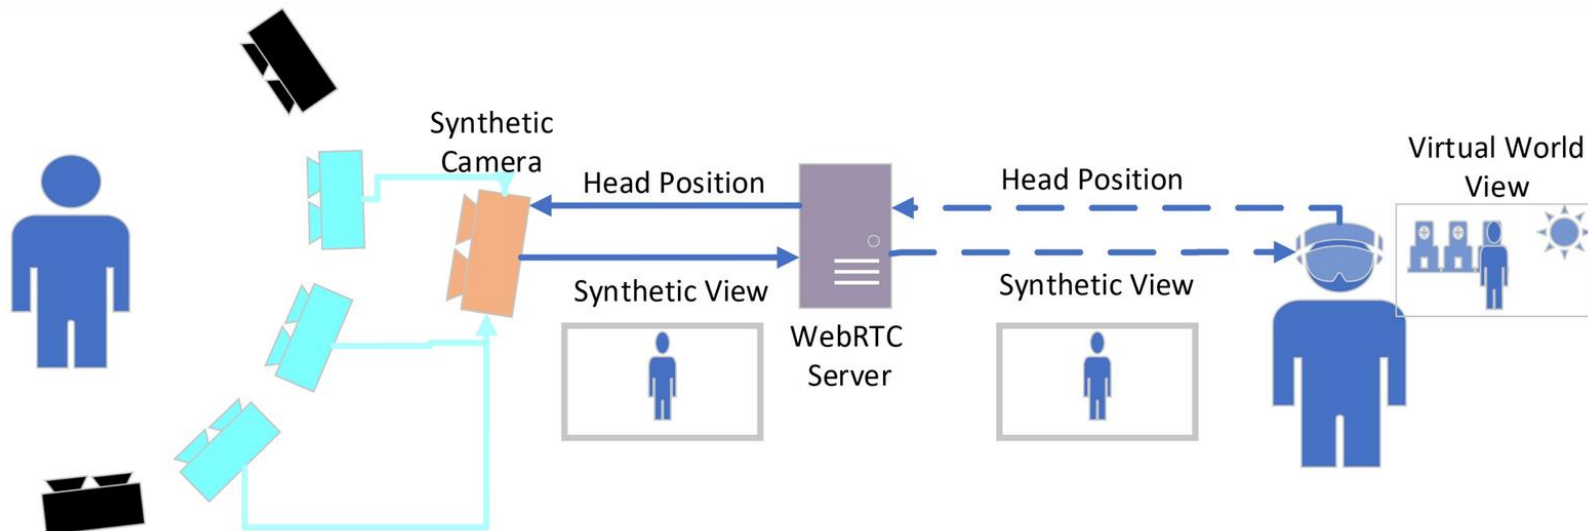 Synthetic
Camera
Head Position
Synthetic View
WebRTC
Server
Head Position
Synthetic View
Virtual World
View